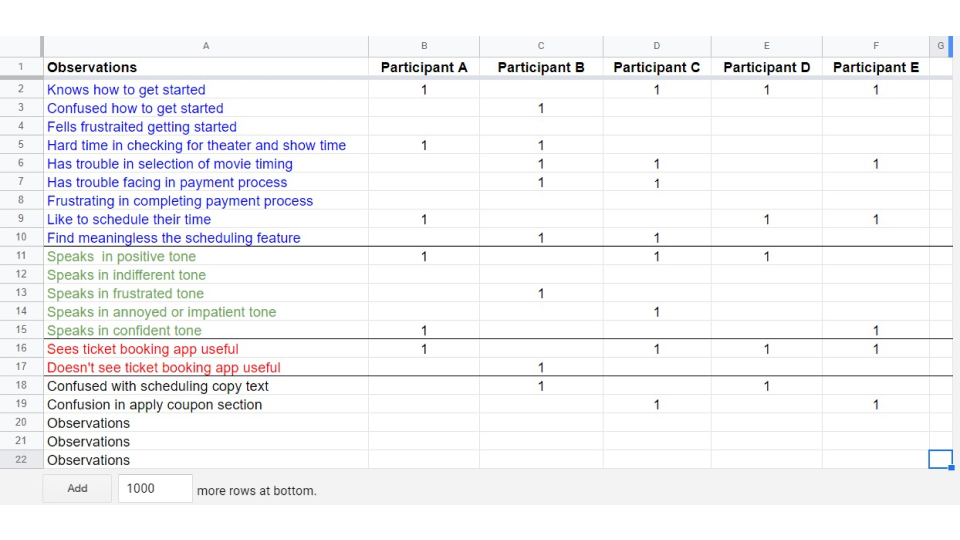 A B C D E F G
1 Observations Participant A Participant B Participant C Participant D Participant E
2 Knows how to get started 1 1 1 1
3 Confused how to get started 1
4 Fells frustraited getting started
5 Hard time in checking for theater and show time 1 1
6 Has trouble in selection of movie timing 1 1 1
7 Has trouble facing in payment process 1 1
8 Frustrating in completing payment process
9 Like to schedule their time 1 1 1
10 Find meaningless the scheduling feature 1 1
11 Speaks in positive tone 1 1 1
12 Speaks in indifferent tone
13 Speaks in frustrated tone 1
14 Speaks in annoyed or impatient tone 1
15 Speaks in confident tone 1 1
16 Sees ticket booking app useful 1 1 1 1
17 Doesn't see ticket booking app useful 1
18 Confused with scheduling copy text 1 1
19 Confusion in apply coupon section 1 1
20 Observations
21 Observations
22 Observations
Add 1000 more rows at bottom.